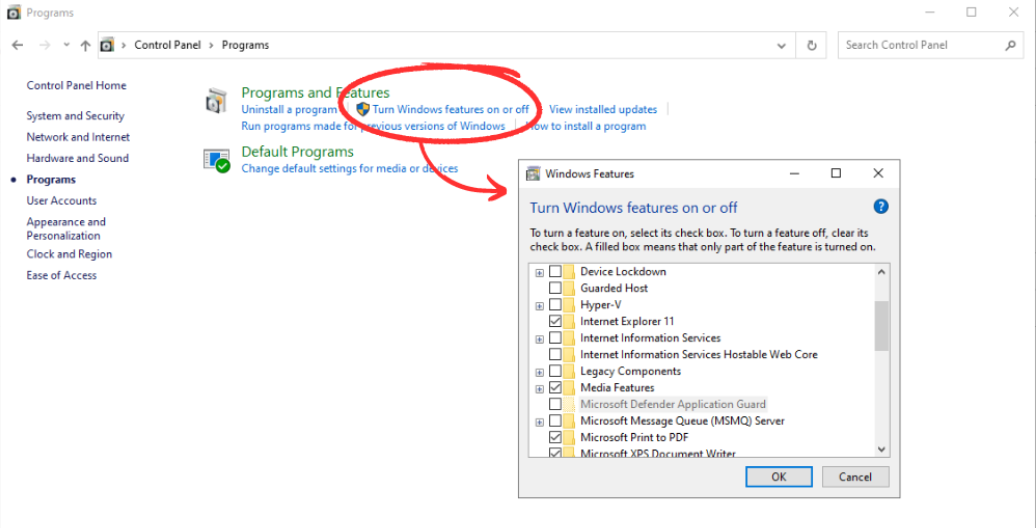 Programs
Control Panel > Programs
Search Control Panel
Control Panel Home
System and Security
Network and Internet
Hardware and Sound
Programs
User Accounts
Appearance and
Personalization
Clock and Region
Ease of Access
Programs and Features
Uninstall a program Turn Windows features on or off View installed updates
Run programs made for previous versions of Windows How to install a program
Default Programs
Change default settings for media or devices
Windows Features
Turn Windows features on or off
To turn a feature on, select its check box. To turn a feature off, clear its
check box. A filled box means that only part of the feature is turned on.
Device Lockdown
Guarded Host
Hyper-V
Internet Explorer 11
Internet Information Services
Internet Information Services Hostable Web Core
Legacy Components
Media Features
Microsoft Defender Application Guard
Microsoft Message Queue (MSMQ) Server
Microsoft Print to PDF
Microsoft XPS Document Writer
OK
Cancel